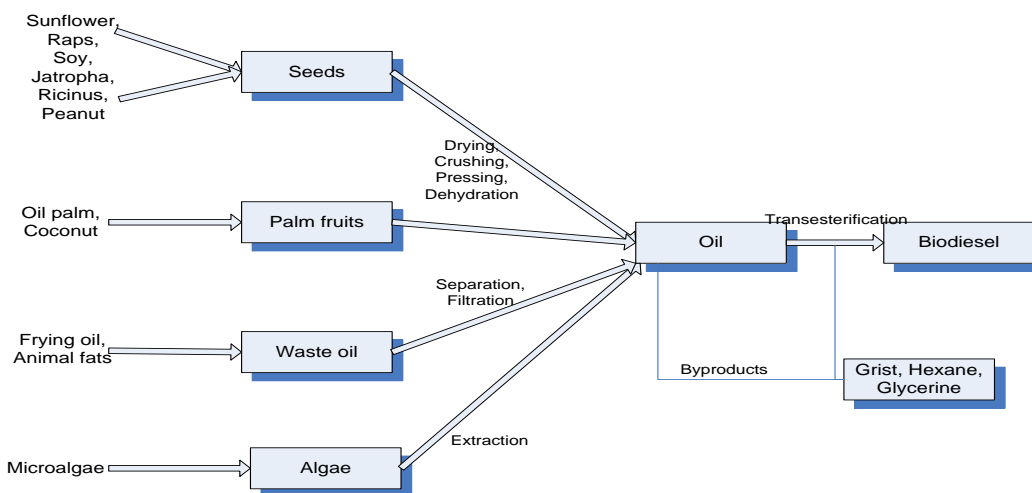 Sunflower,
Raps,
Soy,
Jatropha,
Ricinus,
Peanut
Seeds
Drying,
Crushing,
Pressing,
Dehydration
Oil palm,
Coconut
Palm fruits
Transesterification
Oil
Biodiesel
Separation,
Filtration
Frying oil,
Animal fats
Waste oil
Byproducts
Grist, Hexane,
Glycerine
Extraction
Microalgae
Algae